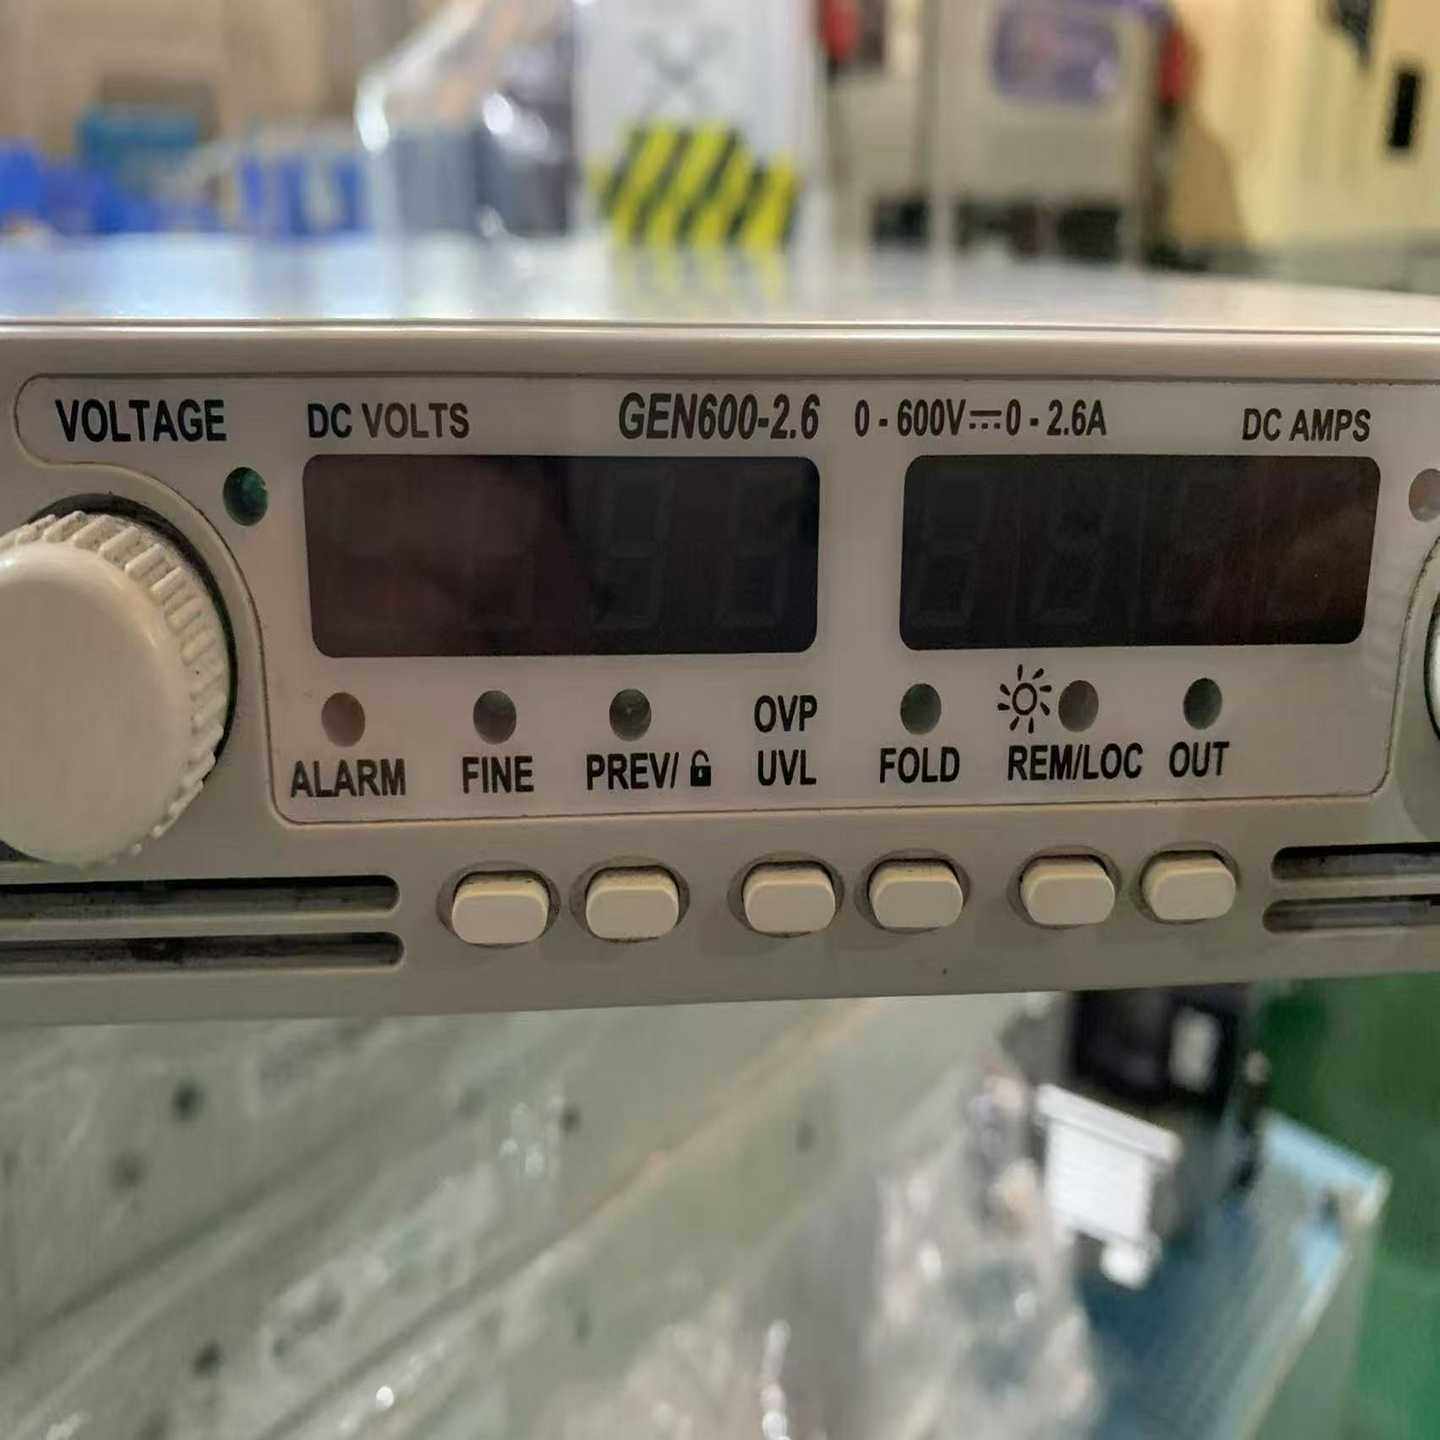 VOLTAGE DC VOLTS GEN600-2.6 0 - 600V⎓0 - 2.6A DC AMPS
OVP
ALARM FINE PREV/ UVL FOLD REM/LOC OUT